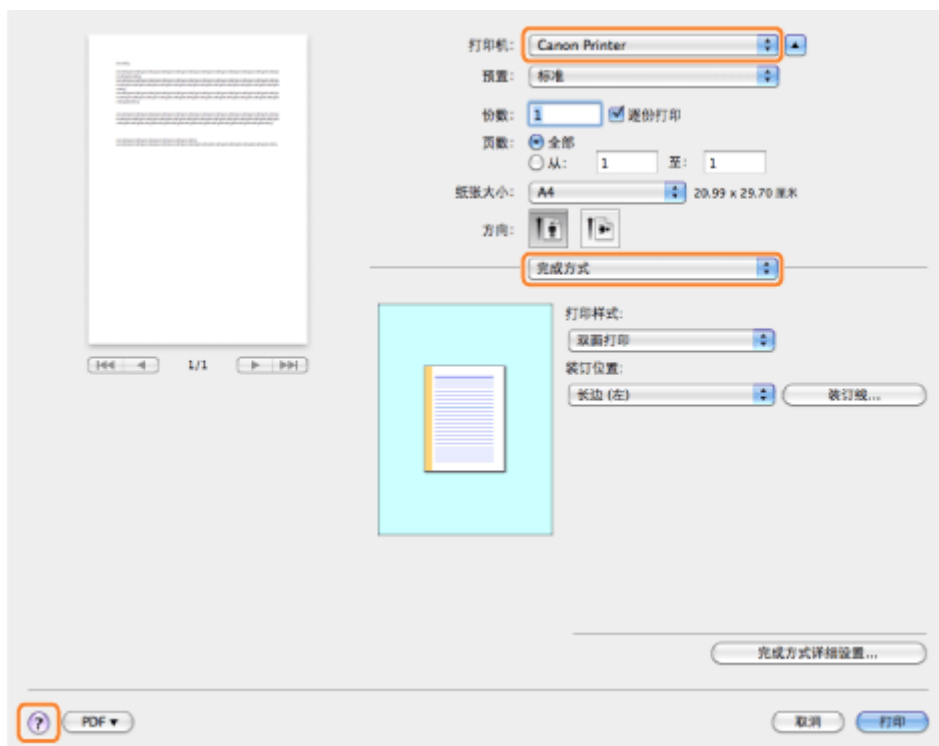 打印机: Canon Printer
预置: 标准
份数: 1 逐份打印
页数: 全部
从: 1 至: 1
纸张大小: A4 20.99 x 29.70 厘米
方向:
完成方式
打印样式:
双面打印
装订位置:
长边 (左) 装订线...
1/1
完成方式详细设置...
? PDF 取消 打印